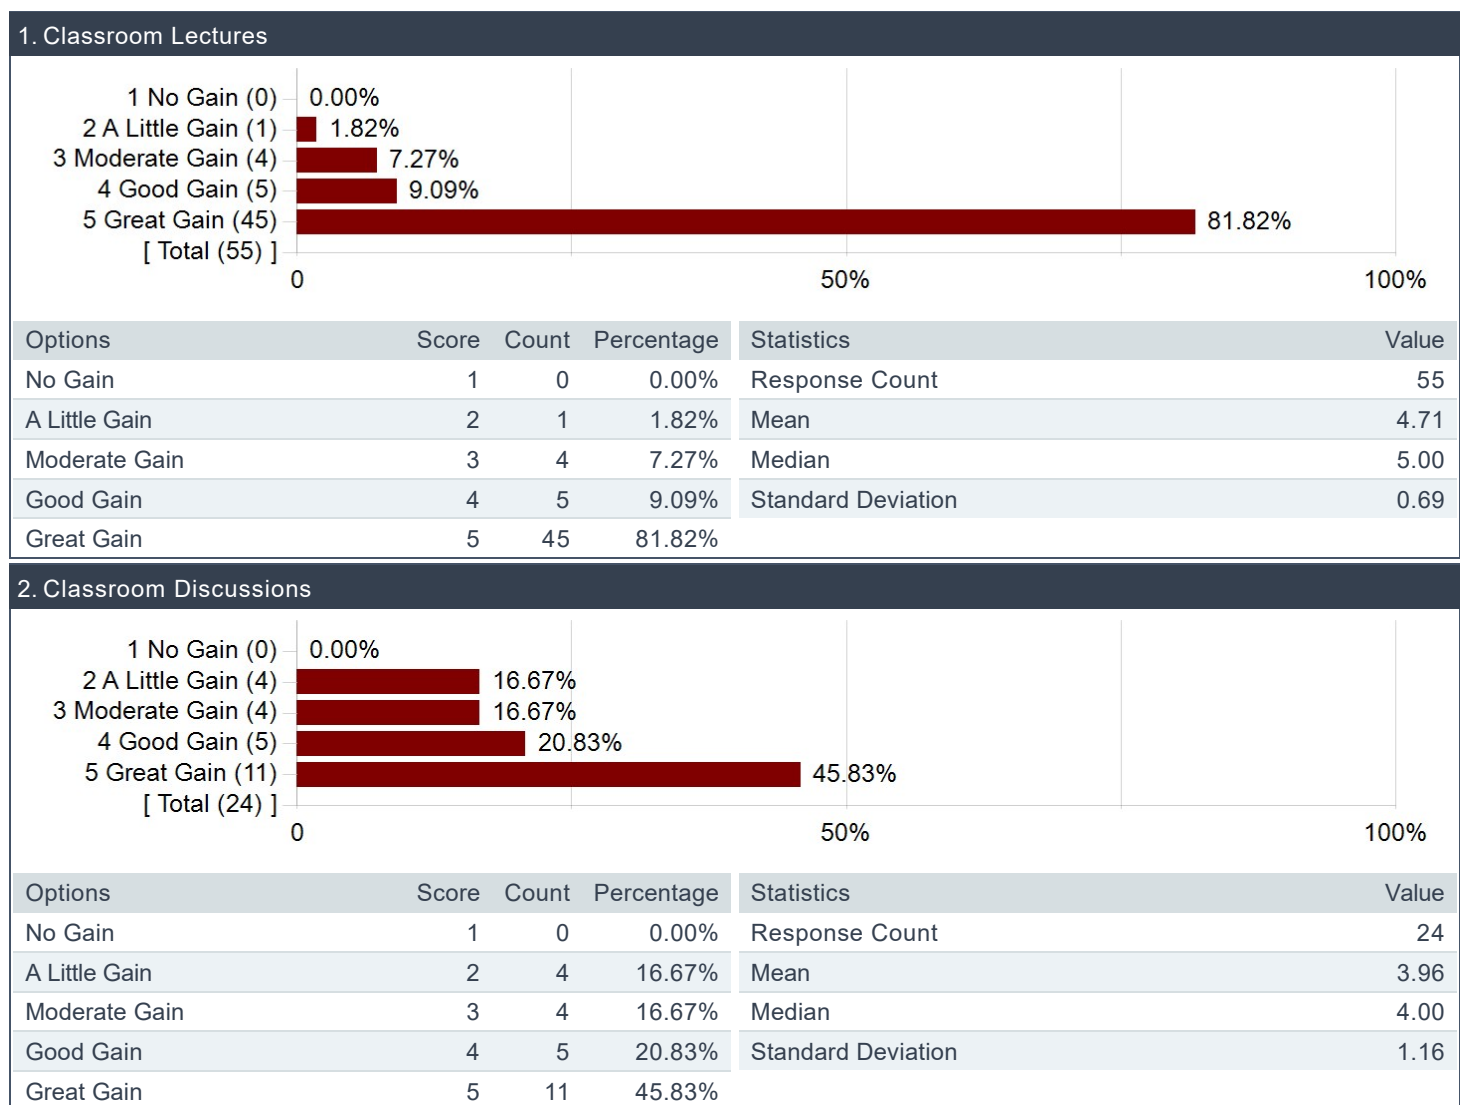 1. Classroom Lectures
1 No Gain (0) 0.00%
2 A Little Gain (1) 1.82%
3 Moderate Gain (4) 7.27%
4 Good Gain (5) 9.09%
5 Great Gain (45) 81.82%
[ Total (55) ]
0 50% 100%
Options Score Count Percentage Statistics Value
No Gain 1 0 0.00% Response Count 55
A Little Gain 2 1 1.82% Mean 4.71
Moderate Gain 3 4 7.27% Median 5.00
Good Gain 4 5 9.09% Standard Deviation 0.69
Great Gain 5 45 81.82%
2. Classroom Discussions
1 No Gain (0) 0.00%
2 A Little Gain (4) 16.67%
3 Moderate Gain (4) 16.67%
4 Good Gain (5) 20.83%
5 Great Gain (11) 45.83%
[ Total (24) ]
0 50% 100%
Options Score Count Percentage Statistics Value
No Gain 1 0 0.00% Response Count 24
A Little Gain 2 4 16.67% Mean 3.96
Moderate Gain 3 4 16.67% Median 4.00
Good Gain 4 5 20.83% Standard Deviation 1.16
Great Gain 5 11 45.83%